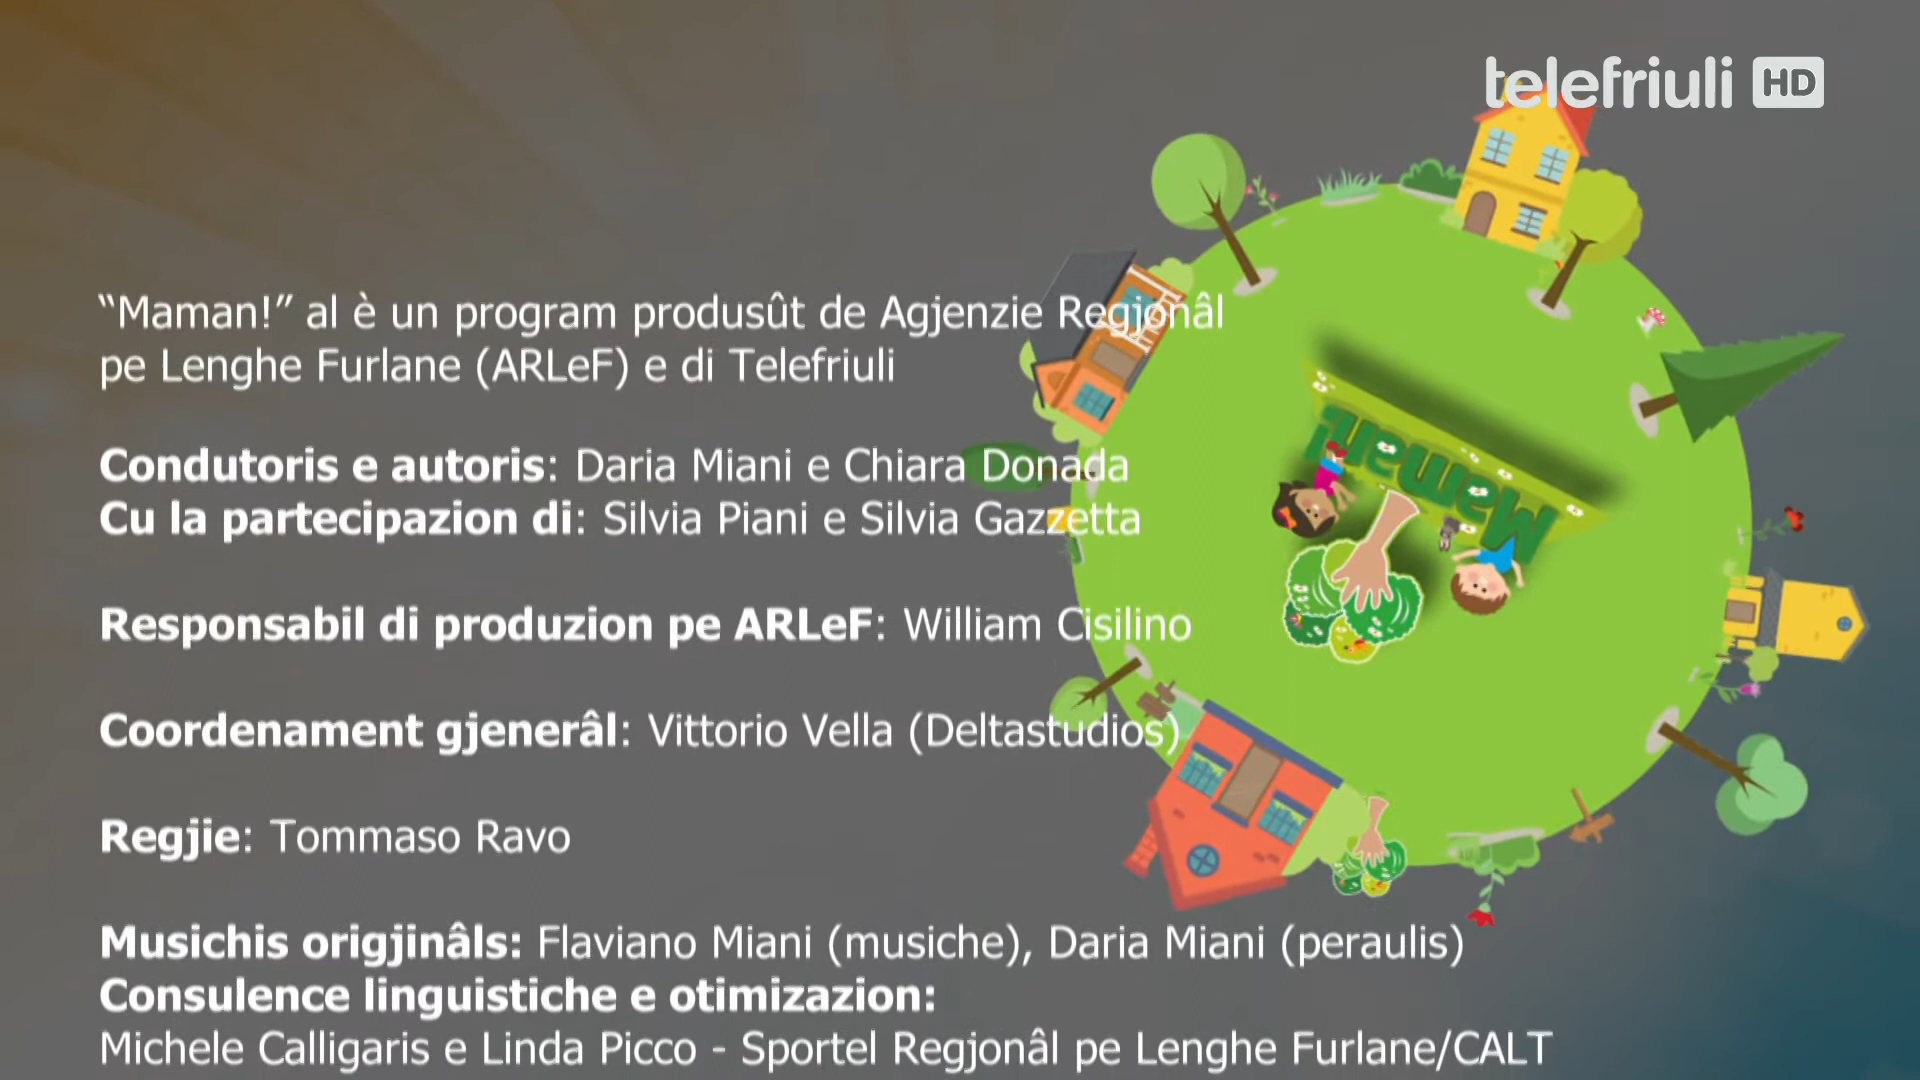 telefriuli HD
“Maman!” al è un program produsût de Agjenzie Regjonâl
pe Lenghe Furlane (ARLeF) e di Telefriuli
Condutoris e autoris: Daria Miani e Chiara Donada
Cu la partecipazion di: Silvia Piani e Silvia Gazzetta
Maman!
Responsabil di produzion pe ARLeF: William Cisilino
Coordenament gjenerâl: Vittorio Vella (Deltastudios)
Regjie: Tommaso Ravo
Musichis origjinâls: Flaviano Miani (musiche), Daria Miani (peraulis)
Consulence linguistiche e otimizazion:
Michele Calligaris e Linda Picco - Sportel Regjonâl pe Lenghe Furlane/CALT